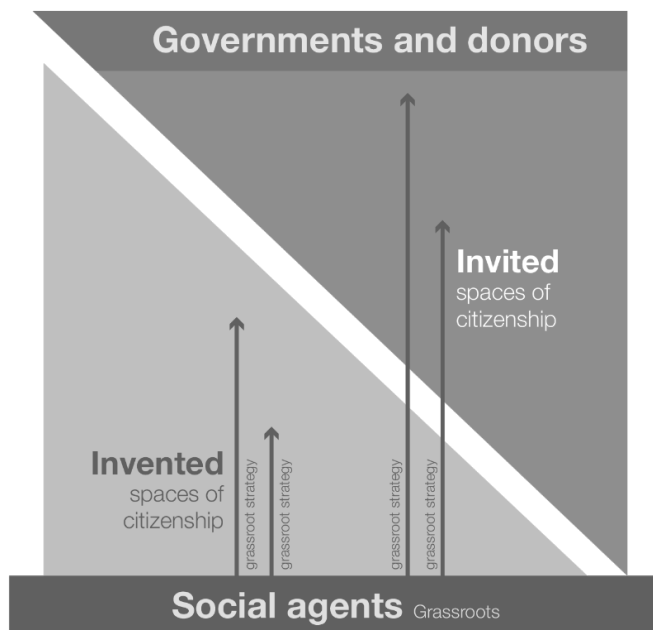 Governments and donors
Invited
spaces of
citizenship
Invented
spaces of
citizenship
grassroot strategy
grassroot strategy
grassroot strategy
grassroot strategy
Social agents Grassroots